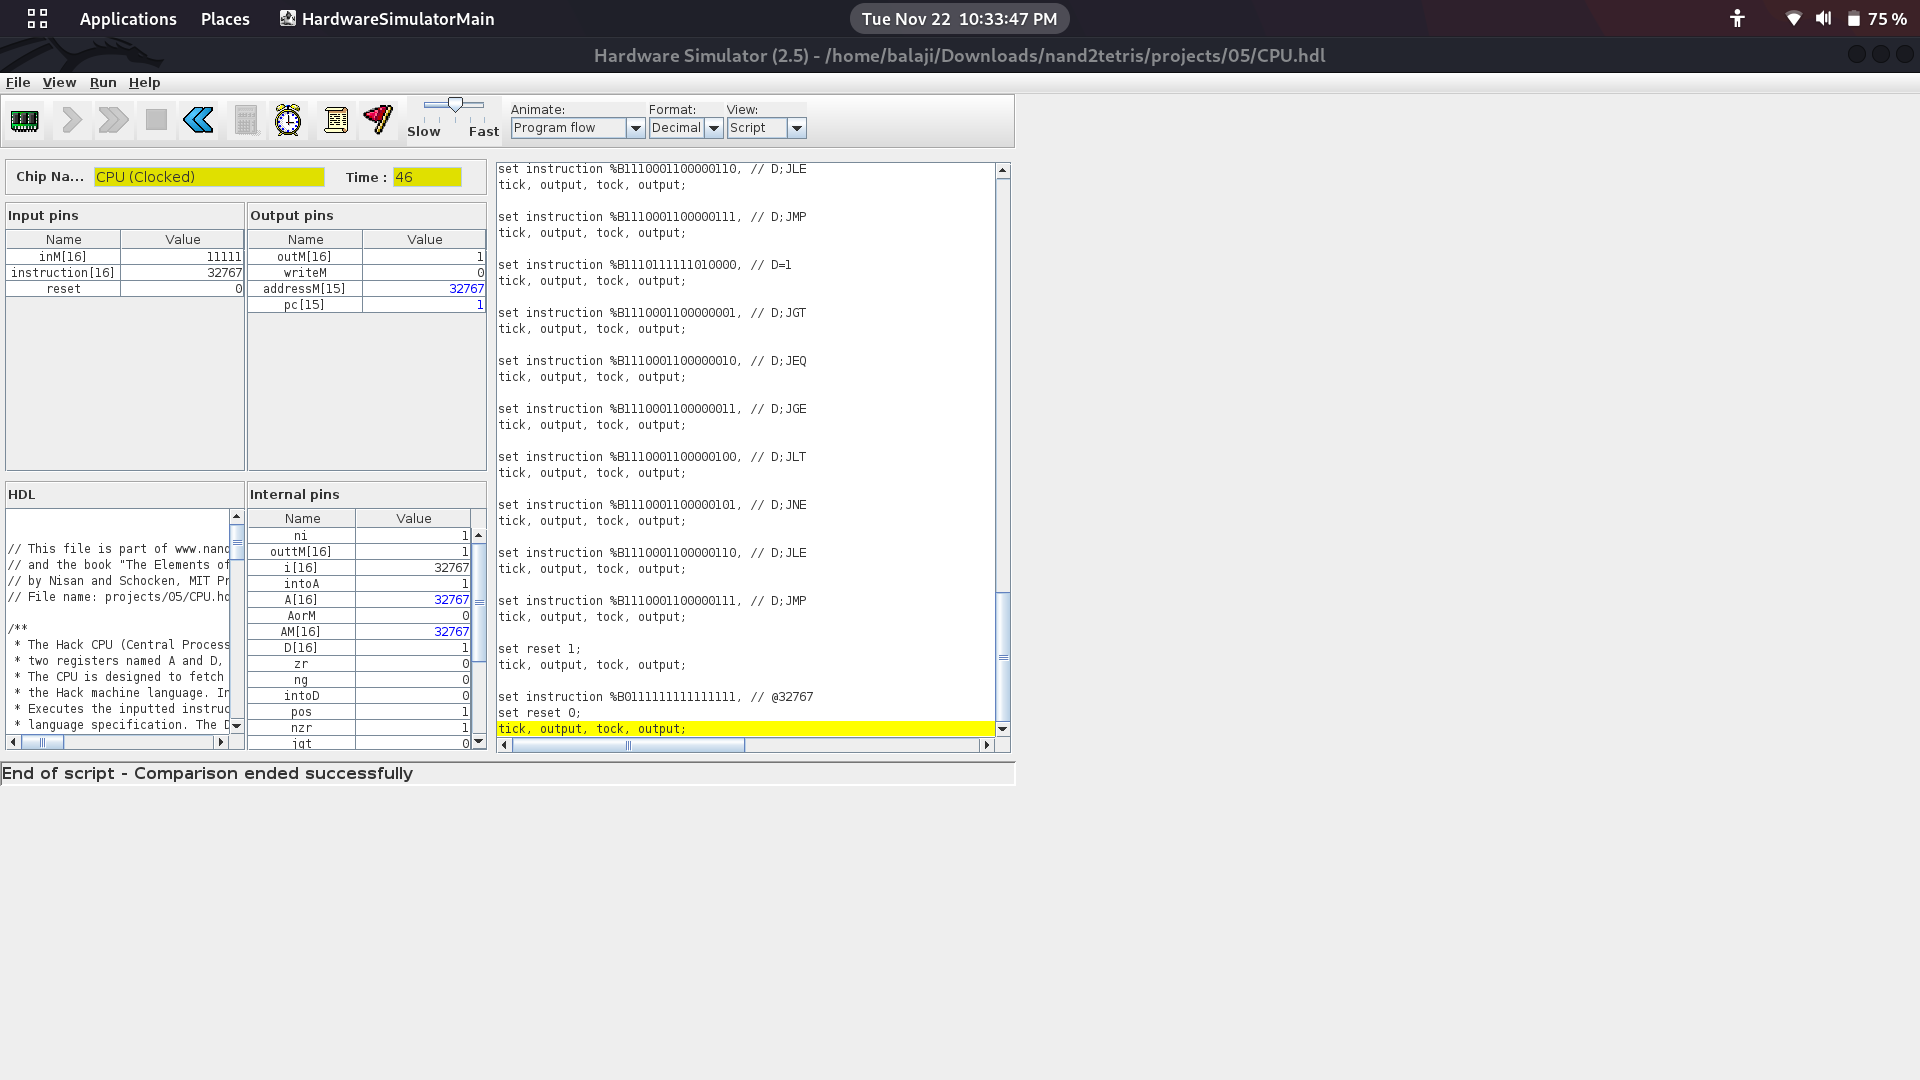 Applications Places HardwareSimulatorMain Tue Nov 22 10:33:47 PM 75 %
Hardware Simulator (2.5) - /home/balaji/Downloads/nand2tetris/projects/05/CPU.hdl
File View Run Help
Slow Fast
Animate: Format: View:
Program flow Decimal Script
Chip Na... CPU (Clocked) Time : 46
Input pins
Name Value
inM[16] 11111
instruction[16] 32767
reset 0
Output pins
Name Value
outM[16] 1
writeM 0
addressM[15] 32767
pc[15] 1
HDL
// This file is part of www.nand
// and the book "The Elements of
// by Nisan and Schocken, MIT Pr
// File name: projects/05/CPU.hd
/**
* The Hack CPU (Central Process
* two registers named A and D,
* The CPU is designed to fetch
* the Hack machine language. In
* Executes the inputted instruc
* language specification. The D
Internal pins
Name Value
ni 1
outtM[16] 1
i[16] 32767
intoA 1
A[16] 32767
AorM 0
AM[16] 32767
D[16] 1
zr 0
ng 0
intoD 0
pos 1
nzr 1
jgt 0
set instruction %B1110001100000110, // D;JLE
tick, output, tock, output;
set instruction %B1110001100000111, // D;JMP
tick, output, tock, output;
set instruction %B1110111111010000, // D=1
tick, output, tock, output;
set instruction %B1110001100000001, // D;JGT
tick, output, tock, output;
set instruction %B1110001100000010, // D;JEQ
tick, output, tock, output;
set instruction %B1110001100000011, // D;JGE
tick, output, tock, output;
set instruction %B1110001100000100, // D;JLT
tick, output, tock, output;
set instruction %B1110001100000101, // D;JNE
tick, output, tock, output;
set instruction %B1110001100000110, // D;JLE
tick, output, tock, output;
set instruction %B1110001100000111, // D;JMP
tick, output, tock, output;
set reset 1;
tick, output, tock, output;
set instruction %B0111111111111111, // @32767
set reset 0;
tick, output, tock, output;
End of script - Comparison ended successfully